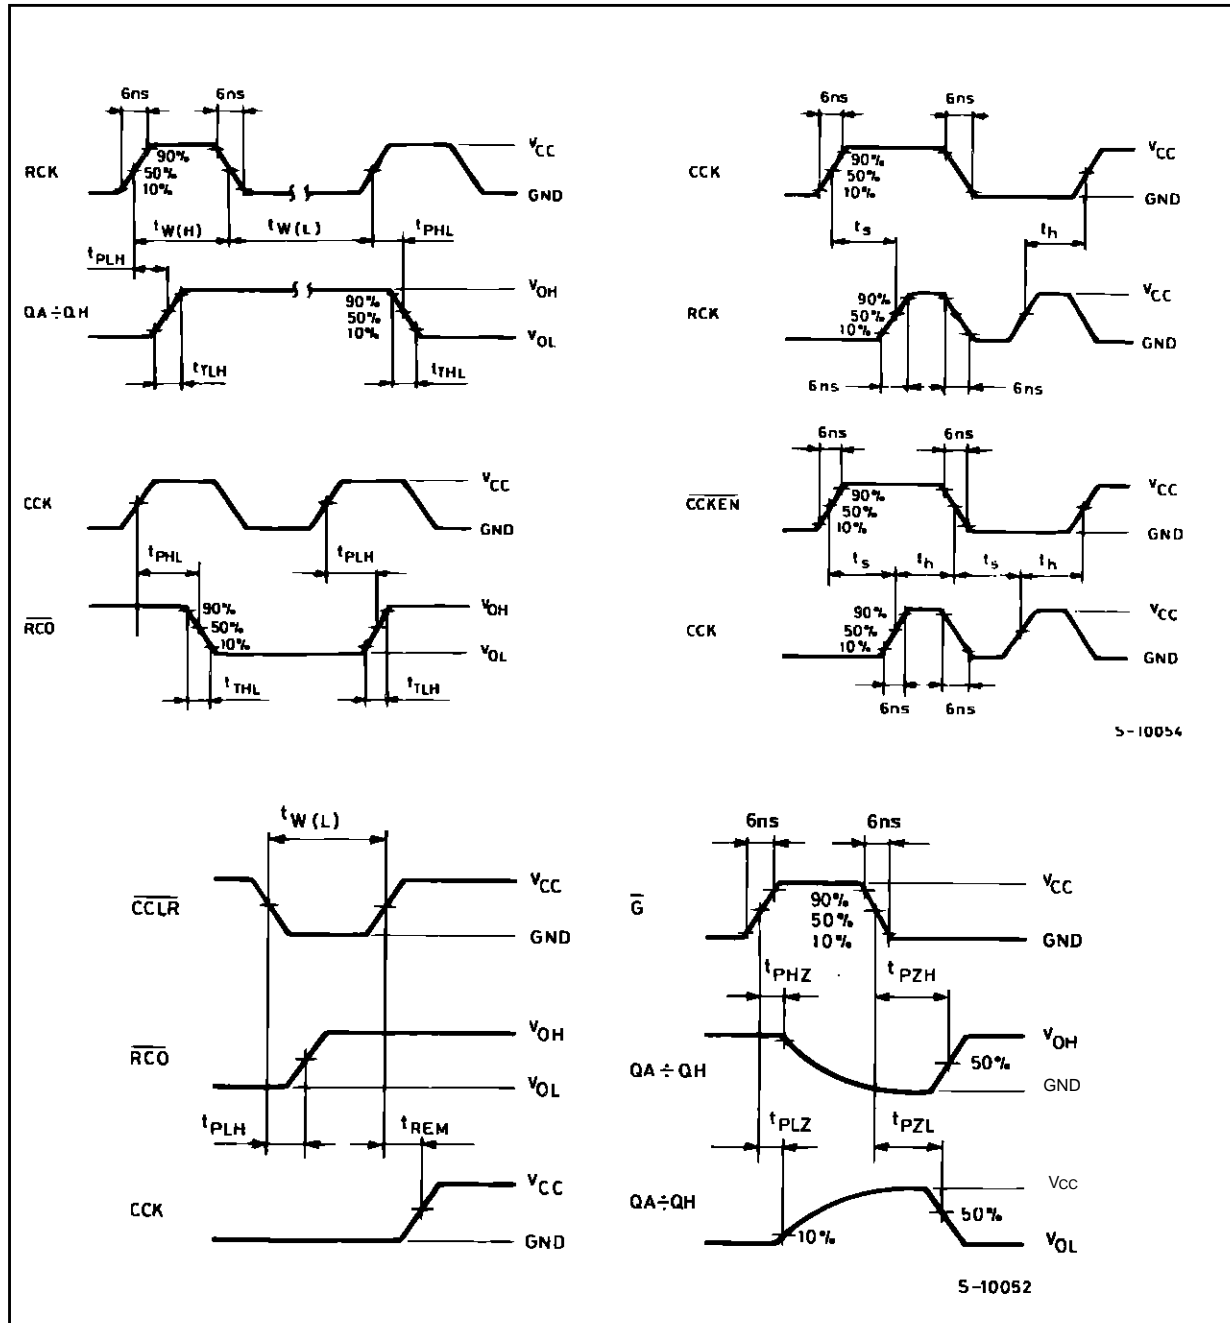 6ns 6ns
RCK 90% VCC
50%
10% GND
tW(H) tW(L) tPHL
tPLH
QA÷QH 90% VOH
50%
10% VOL
tTLH tTHL
CCK VCC
GND
tPHL tPLH
RCO 90% VOH
50%
10% VOL
tTHL tTLH
6ns 6ns
CCK 90% VCC
50%
10% GND
ts th
RCK 90% VCC
50%
10% GND
6ns 6ns
6ns 6ns
CCKEN 90% VCC
50%
10% GND
ts th ts th
CCK 90% VCC
50%
10% GND
6ns 6ns
S-10054
tW(L)
CCLR VCC
GND
RCO VOH
VOL
tPLH tREM
CCK VCC
GND
6ns 6ns
G 90% VCC
50%
10% GND
tPHZ tPZH
QA÷QH VOH
50%
GND
tPLZ tPZL
QA÷QH Vcc
10% 50%
VOL
S-10052